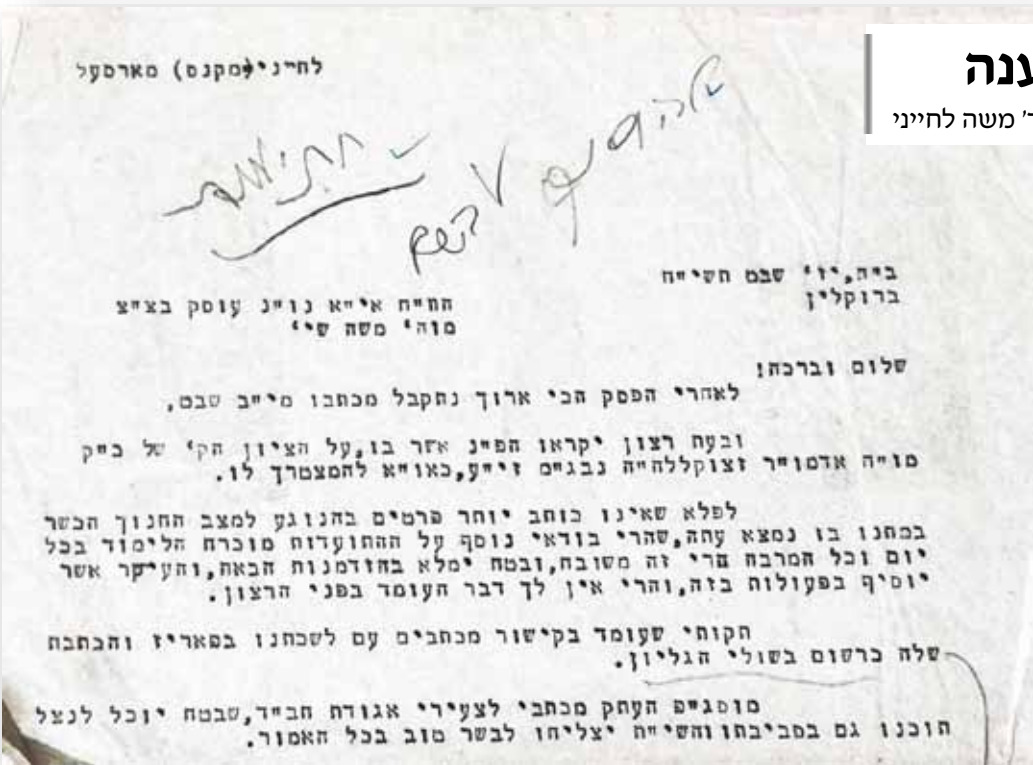 ענה
ר' משה לחייני
לחייני(מקנס) מארסעל
ב"ה,יז' שבט תשי"ח
ברוקלין
הת"ח אי"א נו"נ עוסק בצ"צ
מוה' משה שי'
שלום וברכה!
לאחרי הפסק הכי ארוך נתקבל מכתבו מי"ב שבט,
ובעת רצון יקראו הפ"נ אשר בו,על הציון הק' של כ"ק
מו"ח אדמו"ר זצוקללה"ה נבג"מ זי"ע,כאו"א להמצטרך לו.
לפלא שאינו כותב יותר פרטים בהנוגע למצב החנוך הכשר
במחנו בו נמצא עתה,שהרי בודאי נוסף על ההתועדות מוכרח הלימוד בכל
יום וכל המרבה הרי זה משובח,ובטח ימלא בהזדמנות הבאה,והעיקר אשר
יוסיף בפעולות בזה,והרי אין לך דבר העומד בפני הרצון.
תקותי שעומד בקישור מכתבים עם לשכתנו בפאריז והכתבת
שלה כרשום בשולי הגליון.
מוסג"פ העתק מכתבי לצעירי אגודת חב"ד,שבטח יוכל לנצל
תוכנו גם בסביבתו והשי"ת יצליחו לבשר טוב בכל האמור.